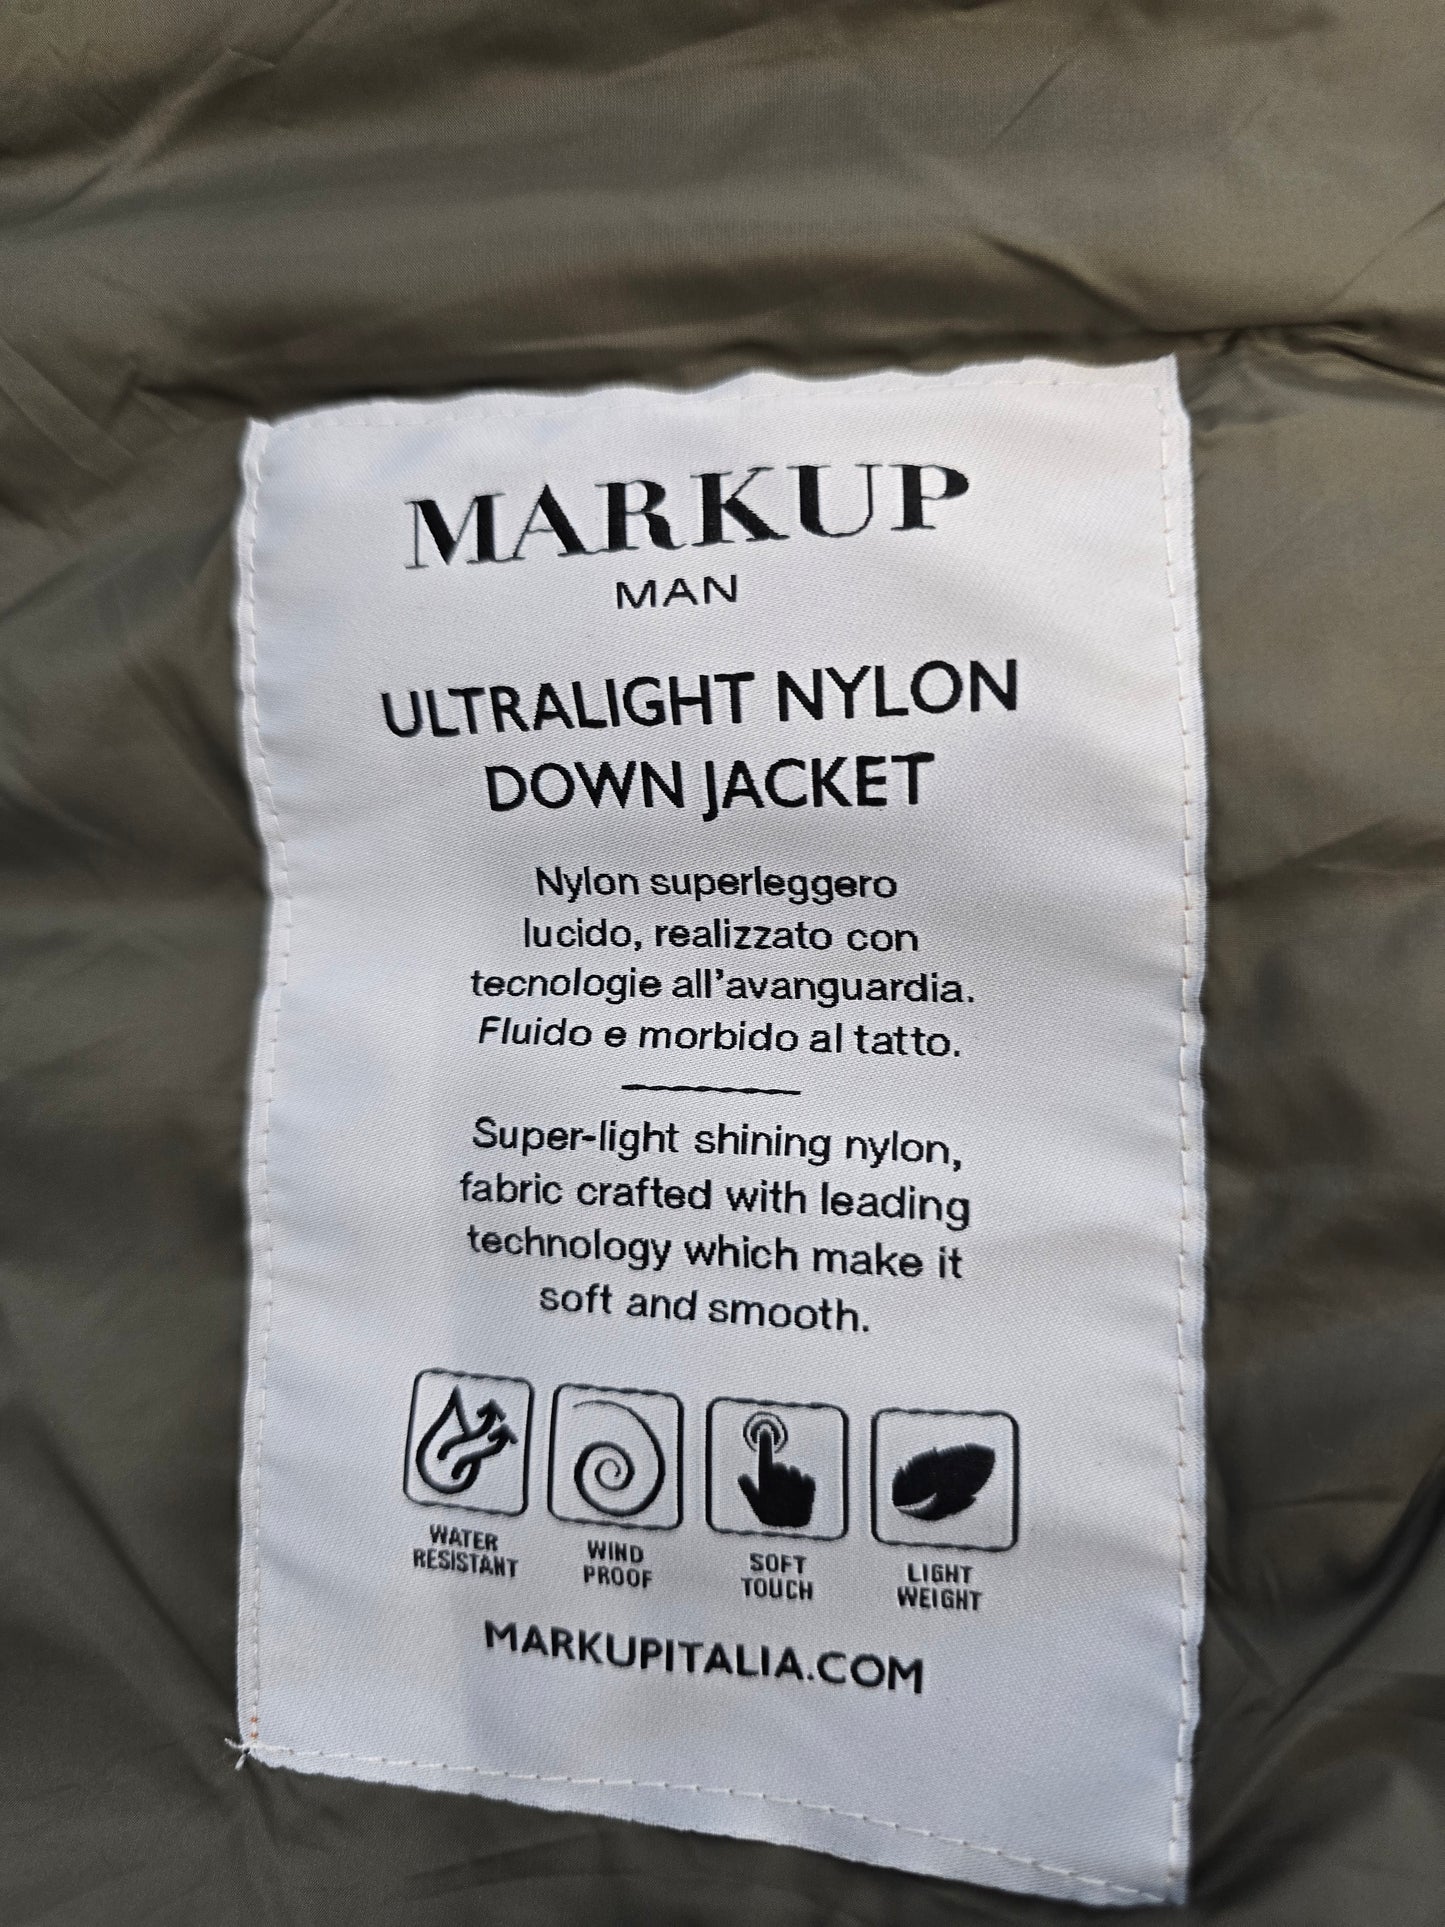 MARKUP
MAN
ULTRALIGHT NYLON
DOWN JACKET
Nylon superleggero
lucido, realizzato con
tecnologie all'avanguardia.
Fluido e morbido al tatto.
Super-light shining nylon,
fabric crafted with leading
technology which make it
soft and smooth.
WATER
RESISTANT
WIND
PROOF
SOFT
TOUCH
LIGHT
WEIGHT
MARKUPITALIA.COM